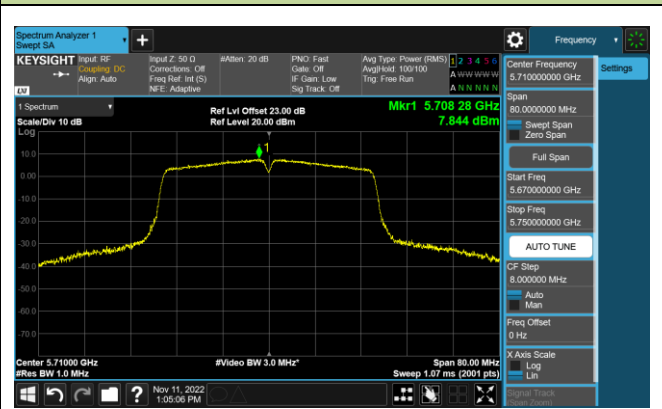 Spectrum Analyzer 1
Swept SA
+
Frequency
KEYSIGHT
Input: RF
Coupling: DC
Align: Auto
Input Z: 50 Ω
Corrections: Off
Freq Ref: Int (S)
NFE: Adaptive
#Atten: 20 dB
PNO: Fast
Gate: Off
IF Gain: Low
Sig Track: Off
Avg Type: Power (RMS)
Avg|Hold: 100/100
Trig: Free Run
1 2 3 4 5 6
A W W W W W
A N N N N N
LXI
1 Spectrum
Scale/Div 10 dB
Ref Lvl Offset 23.00 dB
Ref Level 20.00 dBm
Mkr1 5.708 28 GHz
7.844 dBm
Log
1
10.0
0.00
-10.0
-20.0
-30.0
-40.0
-50.0
-60.0
-70.0
Center 5.71000 GHz
#Res BW 1.0 MHz
#Video BW 3.0 MHz*
Span 80.00 MHz
Sweep 1.07 ms (2001 pts)
Nov 11, 2022
1:05:06 PM
?
Center Frequency
5.710000000 GHz
Settings
Span
80.0000000 MHz
Swept Span
Zero Span
Full Span
Start Freq
5.670000000 GHz
Stop Freq
5.750000000 GHz
AUTO TUNE
CF Step
8.000000 MHz
Auto
Man
Freq Offset
0 Hz
X Axis Scale
Log
Lin
Signal Track
(Span Zoom)